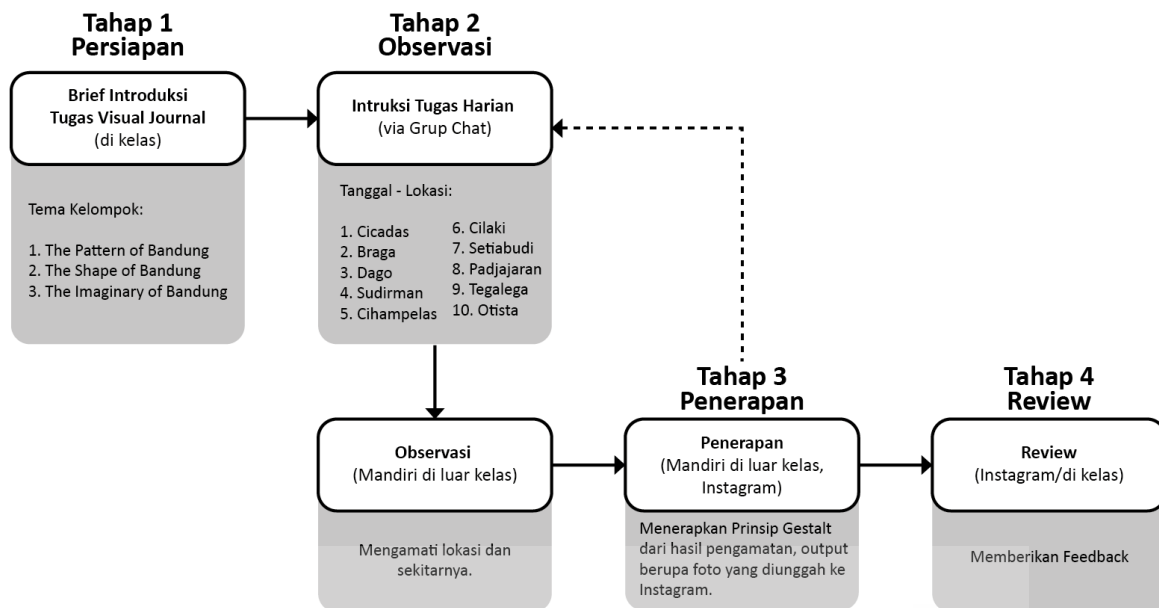 Tahap 1
Persiapan
Brief Introduksi
Tugas Visual Journal
(di kelas)
Tema Kelompok:
1. The Pattern of Bandung
2. The Shape of Bandung
3. The Imaginary of Bandung
Tahap 2
Observasi
Intruksi Tugas Harian
(via Grup Chat)
Tanggal - Lokasi:
1. Cicadas
2. Braga
3. Dago
4. Sudirman
5. Cihampelas
6. Cilaki
7. Setiabudi
8. Padjajaran
9. Tegalega
10. Otista
Observasi
(Mandiri di luar kelas)
Mengamati lokasi dan
sekitarnya.
Tahap 3
Penerapan
Penerapan
(Mandiri di luar kelas,
Instagram)
Menerapkan Prinsip Gestalt
dari hasil pengamatan, output
berupa foto yang diunggah ke
Instagram.
Tahap 4
Review
Review
(Instagram/di kelas)
Memberikan Feedback